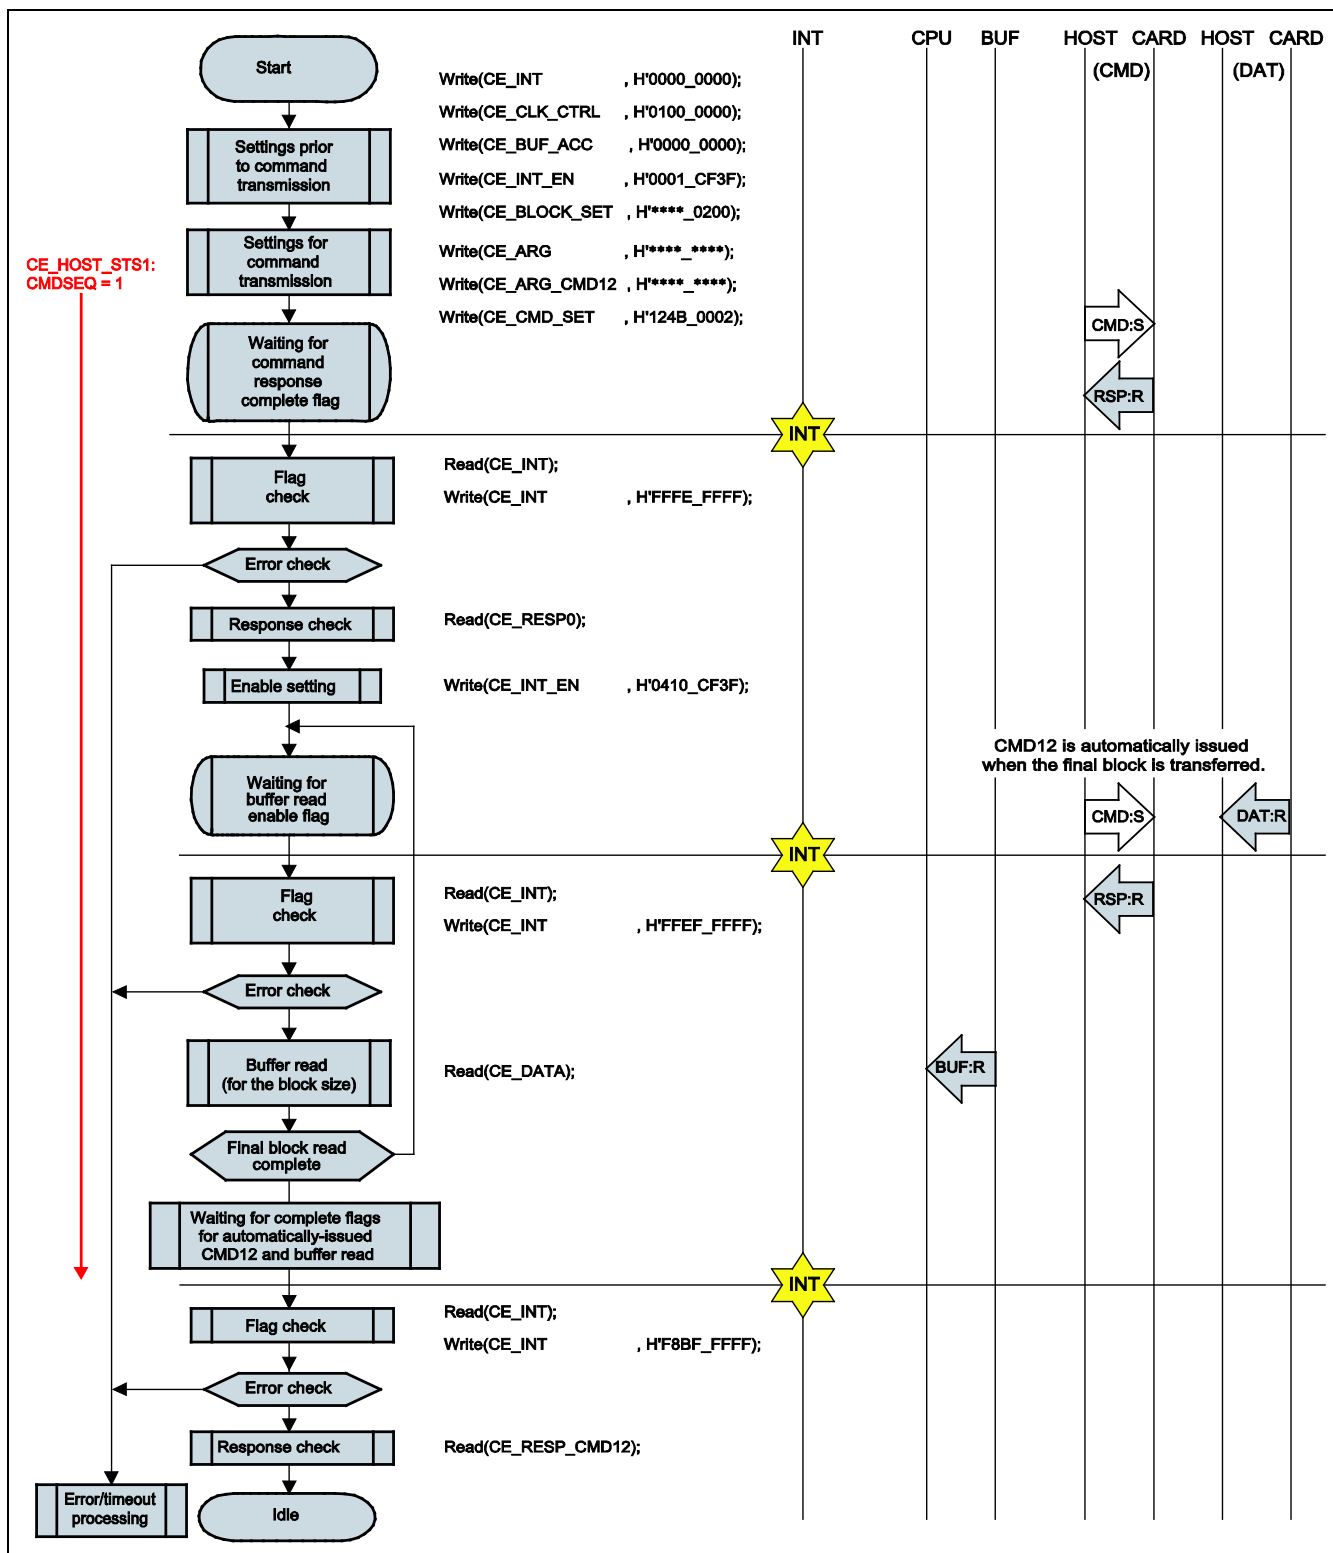 INT CPU BUF HOST CARD HOST CARD
(CMD) (DAT)
Start
Write(CE_INT , H'0000_0000);
Write(CE_CLK_CTRL , H'0100_0000);
Settings prior
to command
transmission
Write(CE_BUF_ACC , H'0000_0000);
Write(CE_INT_EN , H'0001_CF3F);
Write(CE_BLOCK_SET , H'****_0200);
CE_HOST_STS1:
CMDSEQ = 1
Settings for
command
transmission
Write(CE_ARG , H'****_****);
Write(CE_ARG_CMD12 , H'****_****);
Write(CE_CMD_SET , H'124B_0002);
CMD:S
Waiting for
command
response
complete flag
RSP:R
INT
Flag
check
Read(CE_INT);
Write(CE_INT , H'FFFE_FFFF);
Error check
Response check
Read(CE_RESP0);
Enable setting
Write(CE_INT_EN , H'0410_CF3F);
CMD12 is automatically issued
when the final block is transferred.
Waiting for
buffer read
enable flag
CMD:S
DAT:R
INT
Flag
check
Read(CE_INT);
Write(CE_INT , H'FFEF_FFFF);
RSP:R
Error check
Buffer read
(for the block size)
Read(CE_DATA);
BUF:R
Final block read
complete
Waiting for complete flags
for automatically-issued
CMD12 and buffer read
INT
Flag check
Read(CE_INT);
Write(CE_INT , H'F8BF_FFFF);
Error check
Response check
Read(CE_RESP_CMD12);
Error/timeout
processing
Idle